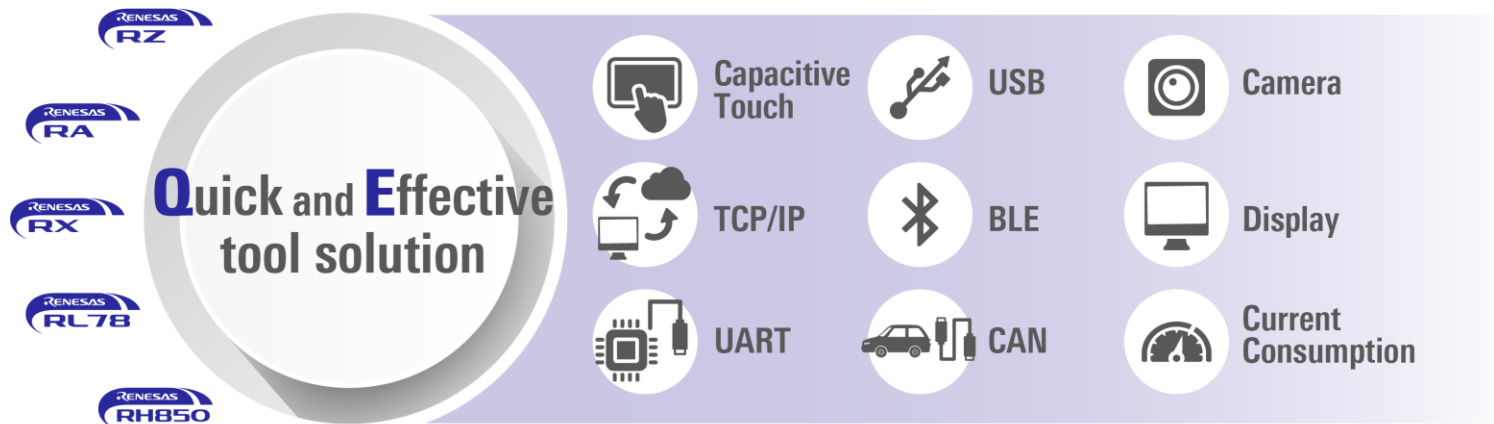 RENESAS
RZ
RENESAS
RA
RENESAS
RX
RENESAS
RL78
RENESAS
RH850
Quick and Effective
tool solution
Capacitive
Touch
USB
Camera
TCP/IP
BLE
Display
UART
CAN
Current
Consumption